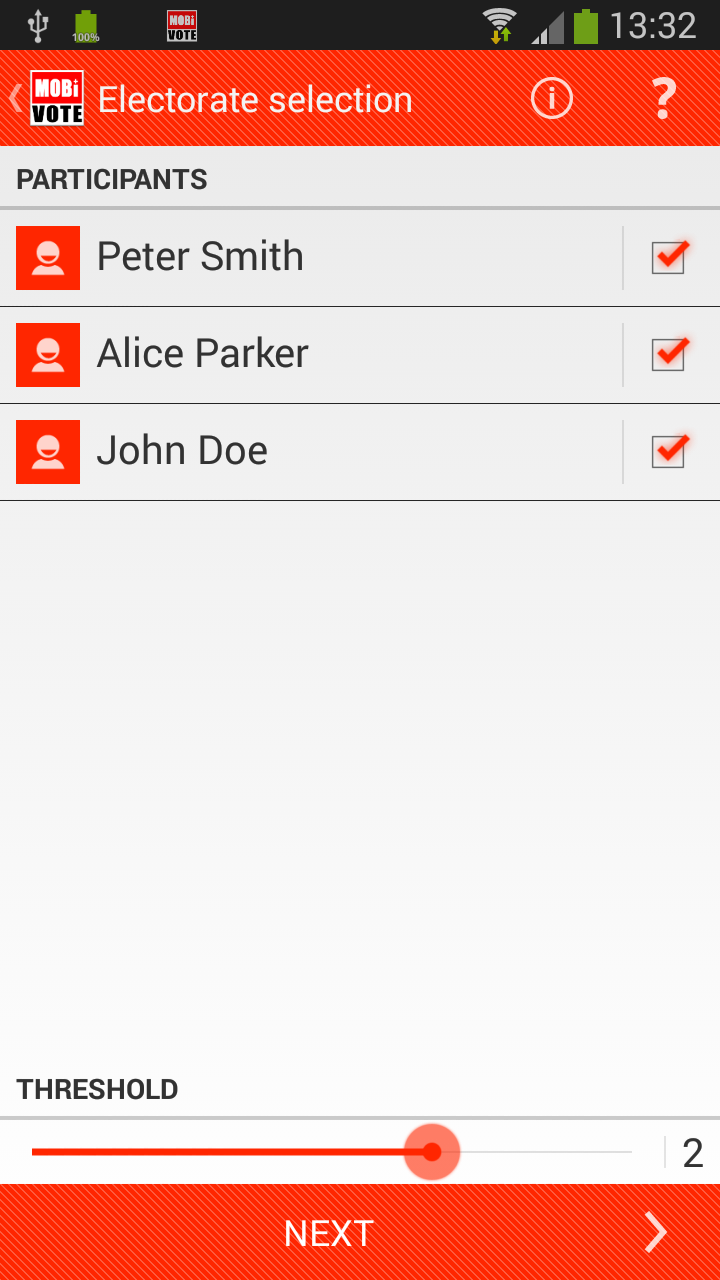 100%
MOBi
VOTE
13:32
MOBi
VOTE
Electorate selection
i
?
PARTICIPANTS
Peter Smith
Alice Parker
John Doe
THRESHOLD
2
NEXT